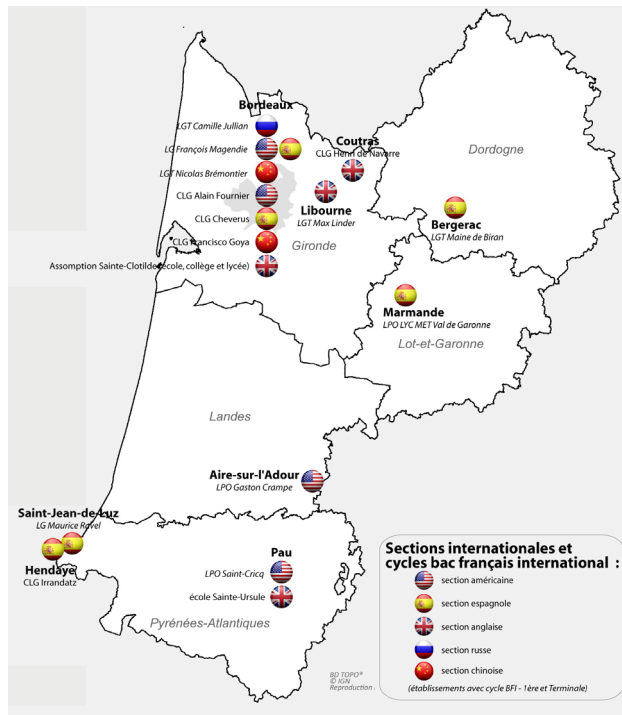 Bordeaux
LGT Camille Jullian
LG François Magendie
LGT Nicolas Brémontier
CLG Alain Fournier
CLG Cheverus
CLG Francisco Goya
Assomption Sainte-Clotilde(école, collège et lycée)
Coutras
CLG Henri de Navarre
Libourne
LGT Max Linder
Gironde
Dordogne
Bergerac
LGT Maine de Biran
Marmande
LPO LYC MET Val de Garonne
Lot-et-Garonne
Landes
Aire-sur-l'Adour
LPO Gaston Crampe
Saint-Jean-de-Luz
LG Maurice Ravel
Hendaye
CLG Irrandatz
Pau
LPO Saint-Cricq
école Sainte-Ursule
Pyrénées-Atlantiques
Sections internationales et
cycles bac français international :
section américaine
section espagnole
section anglaise
section russe
section chinoise
(établissements avec cycle BFI - 1ère et Terminale)
BD TOPO®
© IGN
Reproduction